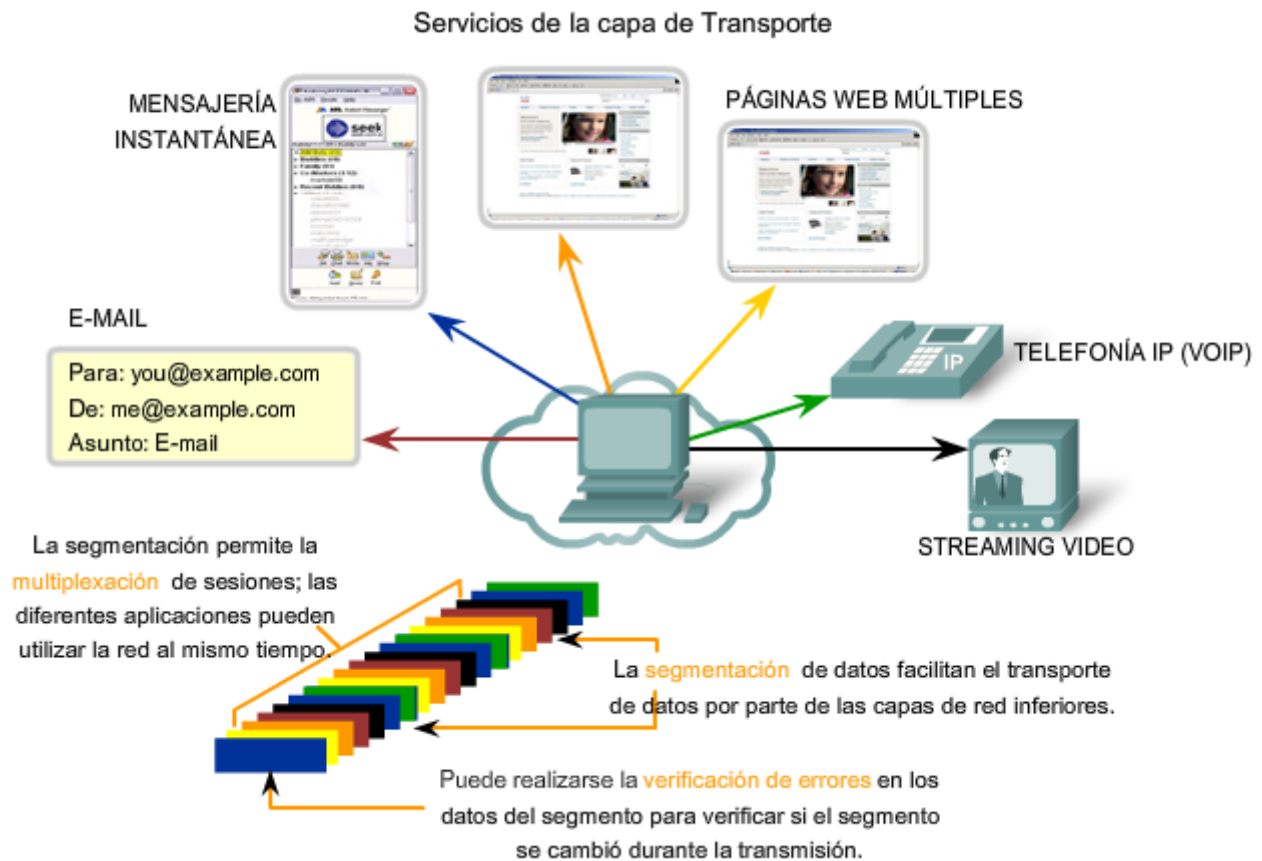 Servicios de la capa de Transporte
MENSAJERÍA
INSTANTÁNEA
seek
PÁGINAS WEB MÚLTIPLES
E-MAIL
Para: you@example.com
De: me@example.com
Asunto: E-mail
IP
TELEFONÍA IP (VOIP)
STREAMING VIDEO
La segmentación permite la
multiplexación de sesiones; las
diferentes aplicaciones pueden
utilizar la red al mismo tiempo.
La segmentación de datos facilitan el transporte
de datos por parte de las capas de red inferiores.
Puede realizarse la verificación de errores en los
datos del segmento para verificar si el segmento
se cambió durante la transmisión.